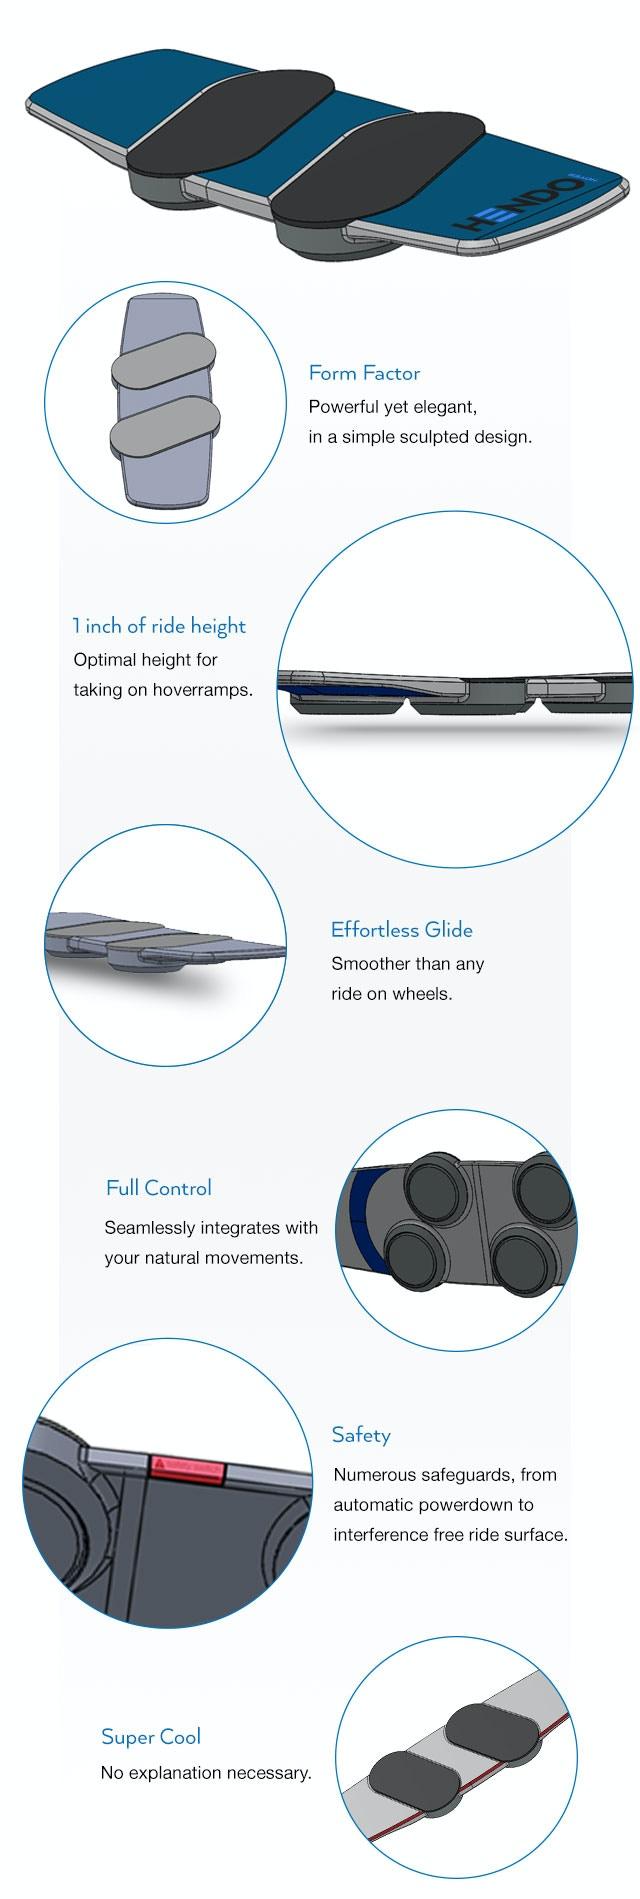 HENDO
Form Factor
Powerful yet elegant,
in a simple sculpted design.
1 inch of ride height
Optimal height for
taking on hoverramps.
Effortless Glide
Smoother than any
ride on wheels.
Full Control
Seamlessly integrates with
your natural movements.
Safety
Numerous safeguards, from
automatic powerdown to
interference free ride surface.
Super Cool
No explanation necessary.